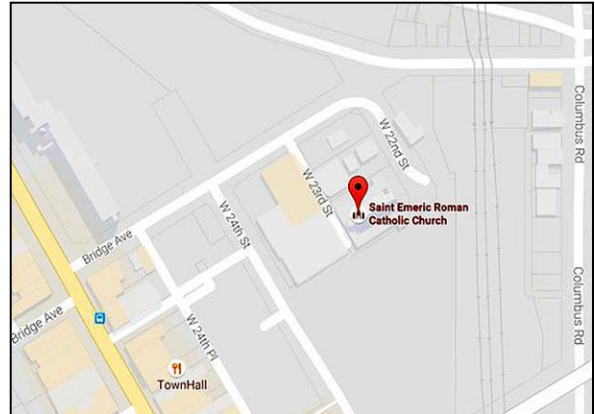 Columbus Rd
W 22nd St
W 23rd St
Saint Emeric Roman
Catholic Church
W 24th St
Bridge Ave
Columbus Rd
Bridge Ave
W 24th Pl
TownHall